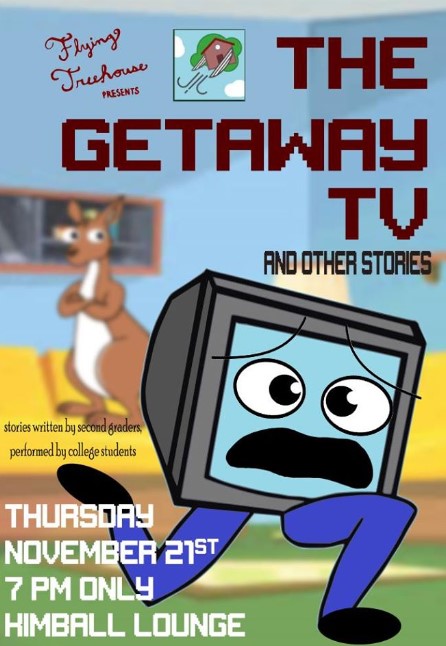 Flying
Treehouse
PRESENTS
THE
GETAWAY
TV
AND OTHER STORIES
stories written by second graders,
performed by college students
THURSDAY
NOVEMBER 21ST
7 PM ONLY
KIMBALL LOUNGE